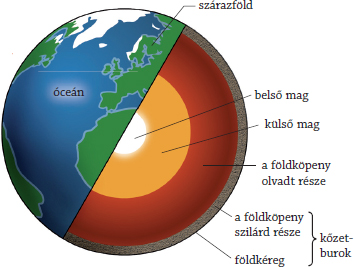 szárazföld
óceán
belső mag
külső mag
a földköpeny
olvadt része
a földköpeny
szilárd része
kőzet-
burok
földkéreg